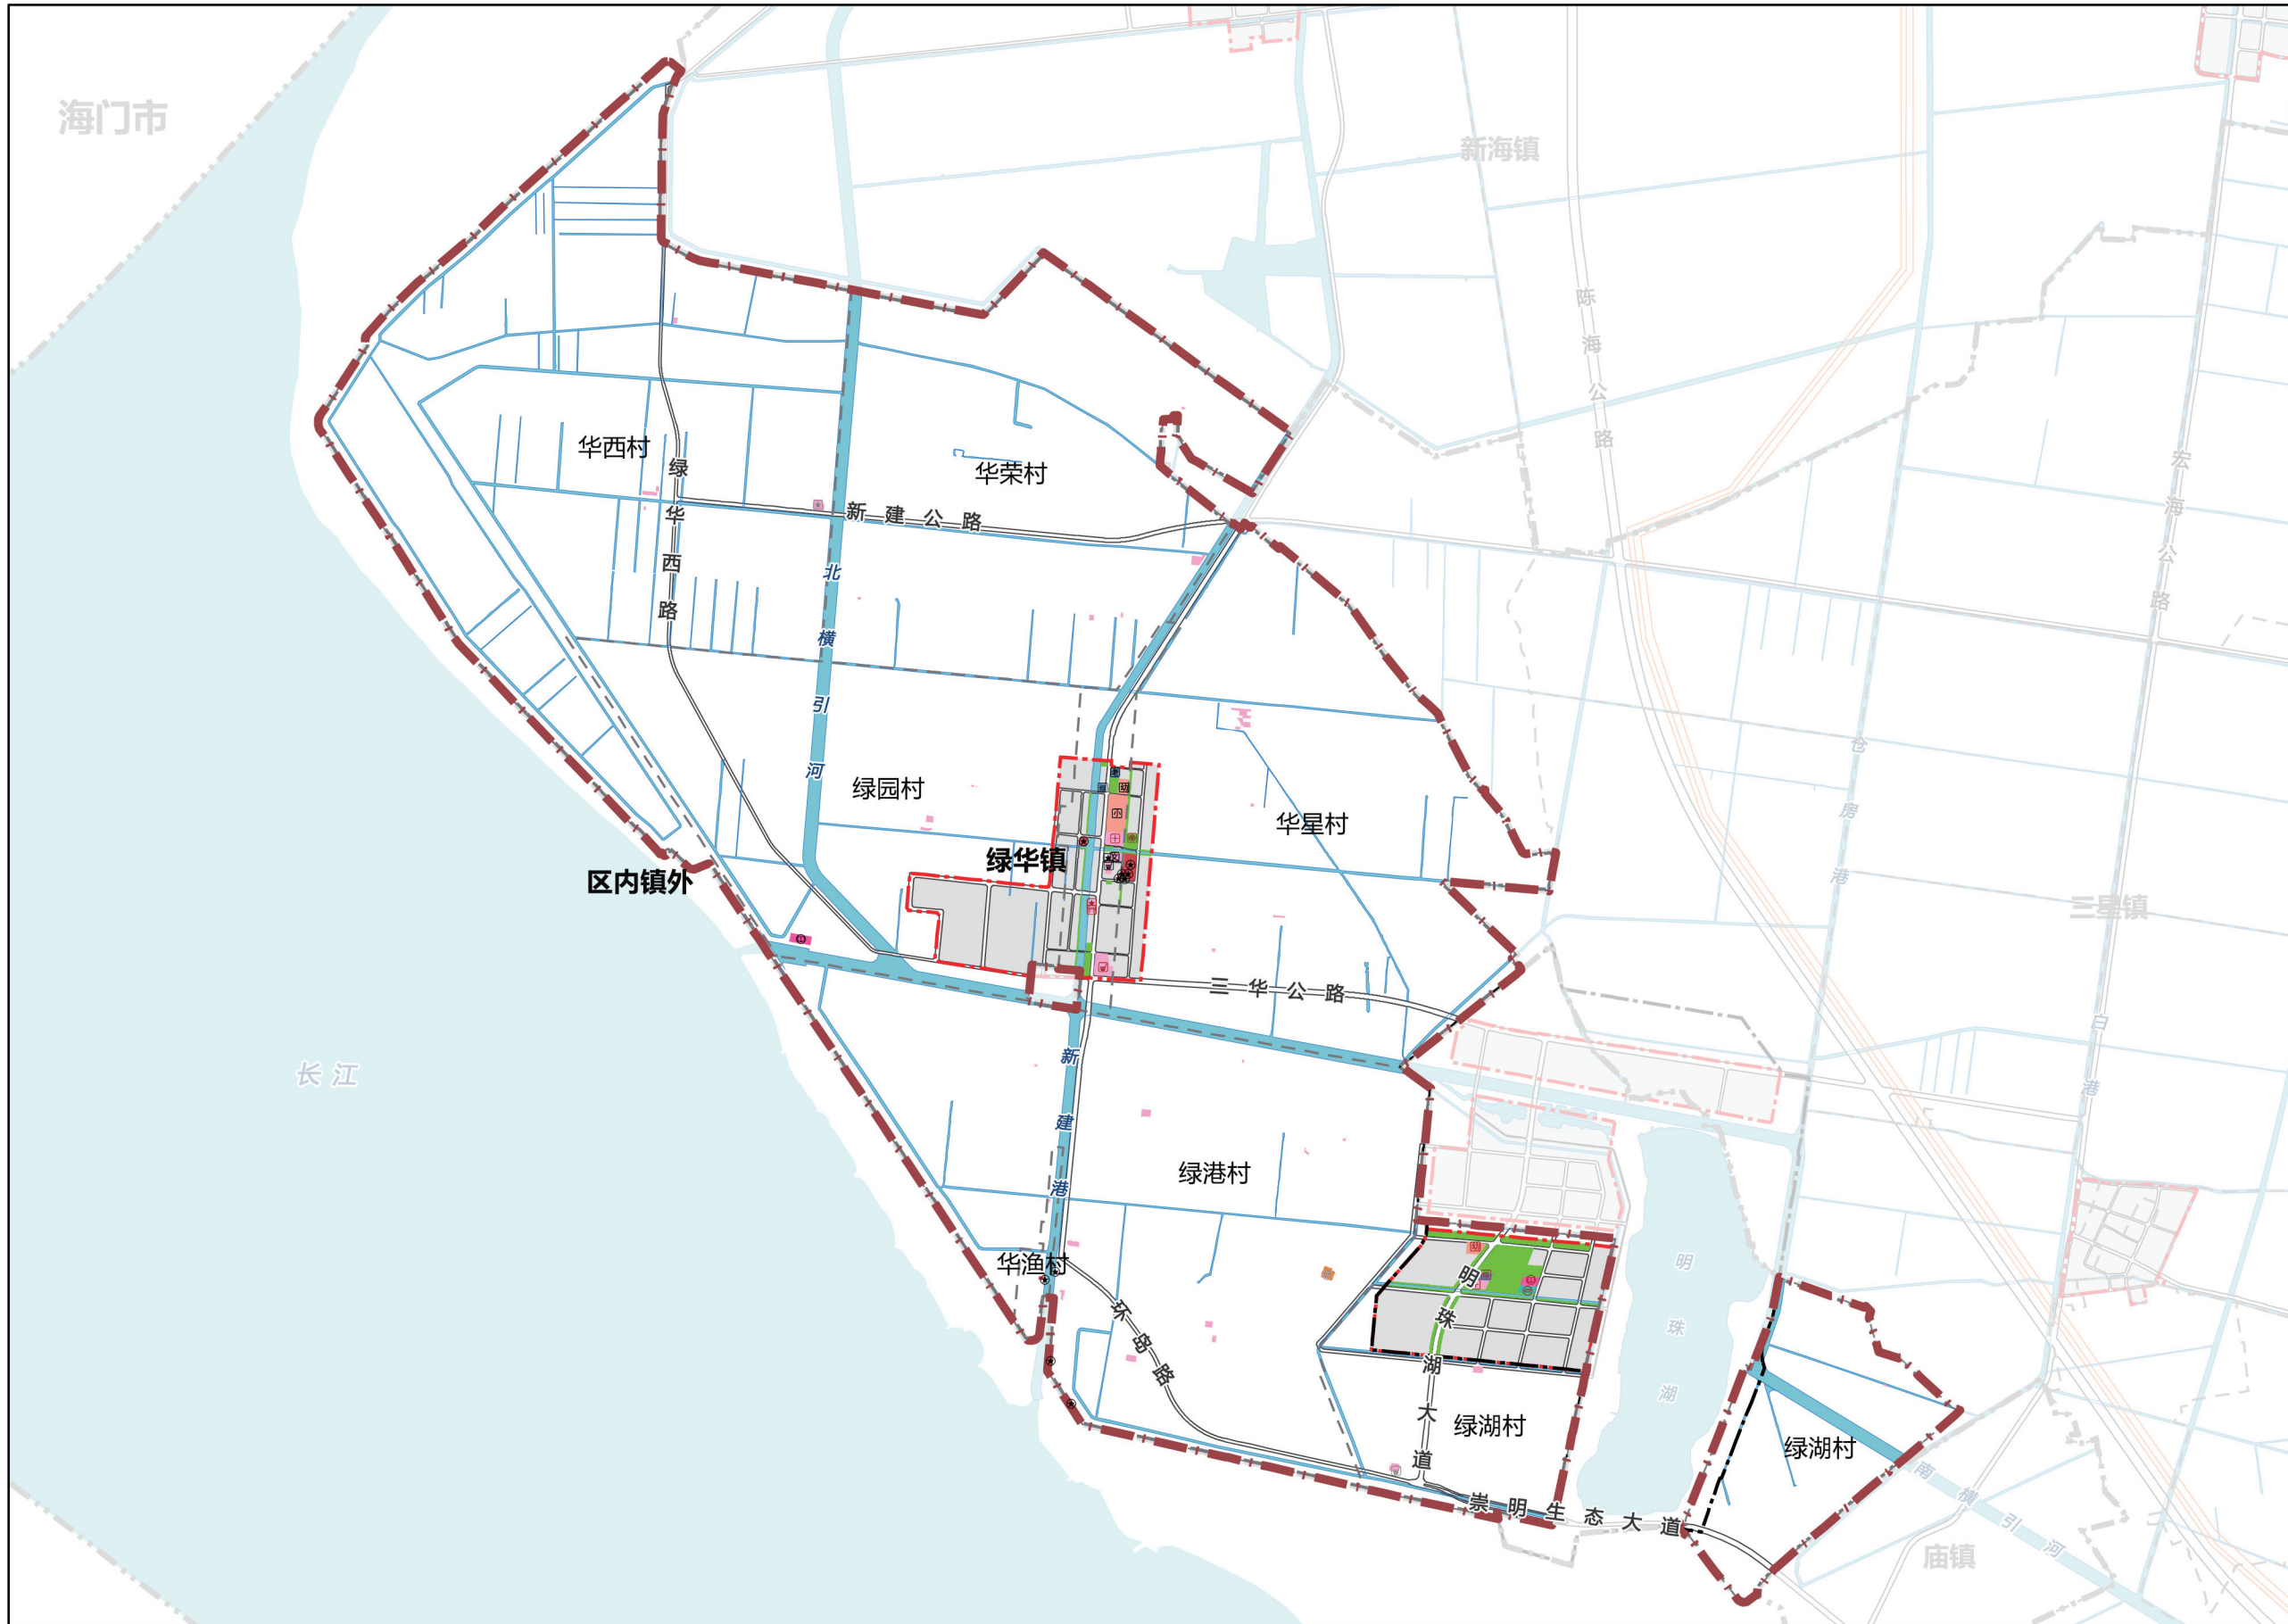 海门市
新海镇
陈海公路
宏海公路
华西村
华荣村
绿华西路
新建公路
北横引河
仓房港
绿园村
华星村
绿华镇
区内镇外
三星镇
幼
小
三华公路
白港
长江
新建港
绿港村
华渔村
环岛路
幼
明珠湖大道
明珠湖
绿湖村
绿湖村
崇明生态大道
南横引河
庙镇